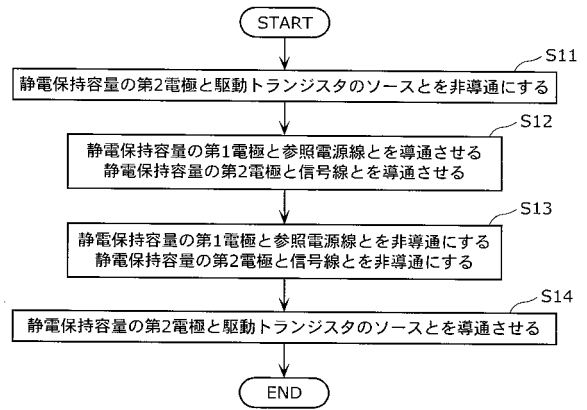 START
S11
静電保持容量の第2電極と駆動トランジスタのソースとを非導通にする
S12
静電保持容量の第1電極と参照電源線とを導通させる
静電保持容量の第2電極と信号線とを導通させる
S13
静電保持容量の第1電極と参照電源線とを非導通にする
静電保持容量の第2電極と信号線とを非導通にする
S14
静電保持容量の第2電極と駆動トランジスタのソースとを導通させる
END